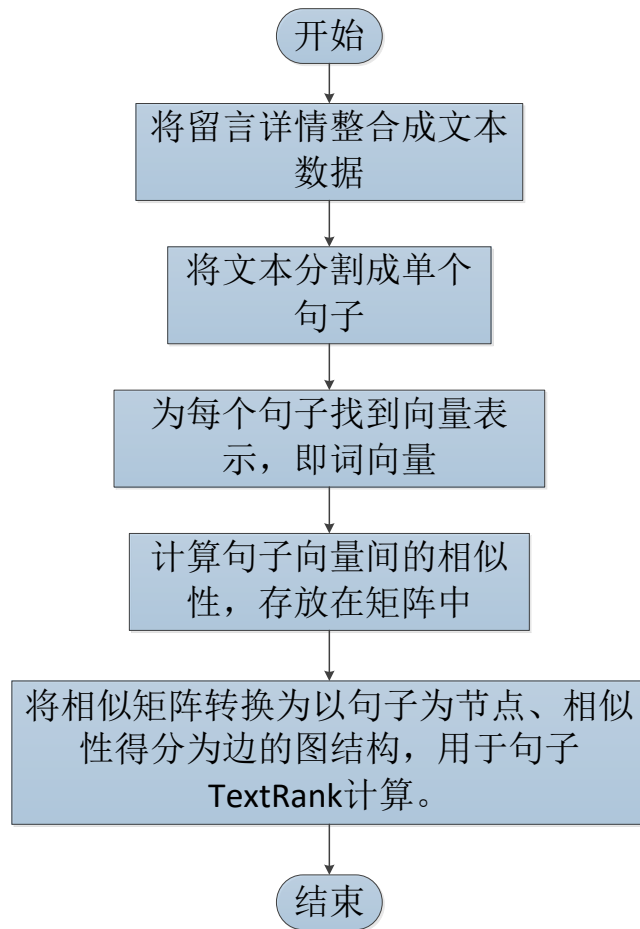 开始
将留言详情整合成文本
数据
将文本分割成单个
句子
为每个句子找到向量表
示，即词向量
计算句子向量间的相似
性，存放在矩阵中
将相似矩阵转换为以句子为节点、相似
性得分为边的图结构，用于句子
TextRank计算。
结束